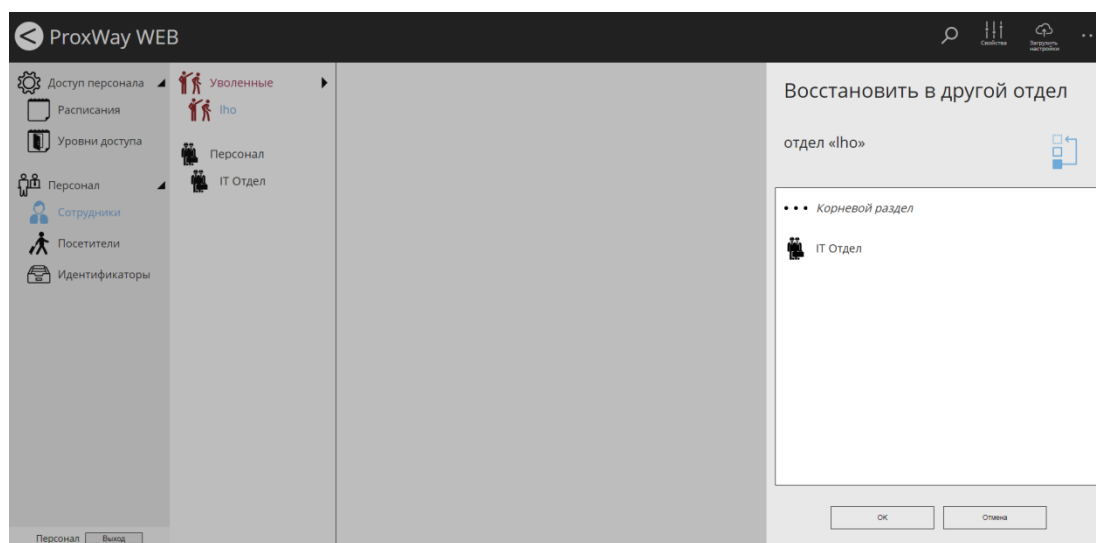 ProxWay WEB
Свойства
Загрузить
настройки
Доступ персонала
Расписания
Уровни доступа
Персонал
Сотрудники
Посетители
Идентификаторы
Персонал
Выход
Уволенные
lho
Персонал
IT Отдел
Восстановить в другой отдел
отдел «lho»
Корневой раздел
IT Отдел
OK
Отмена